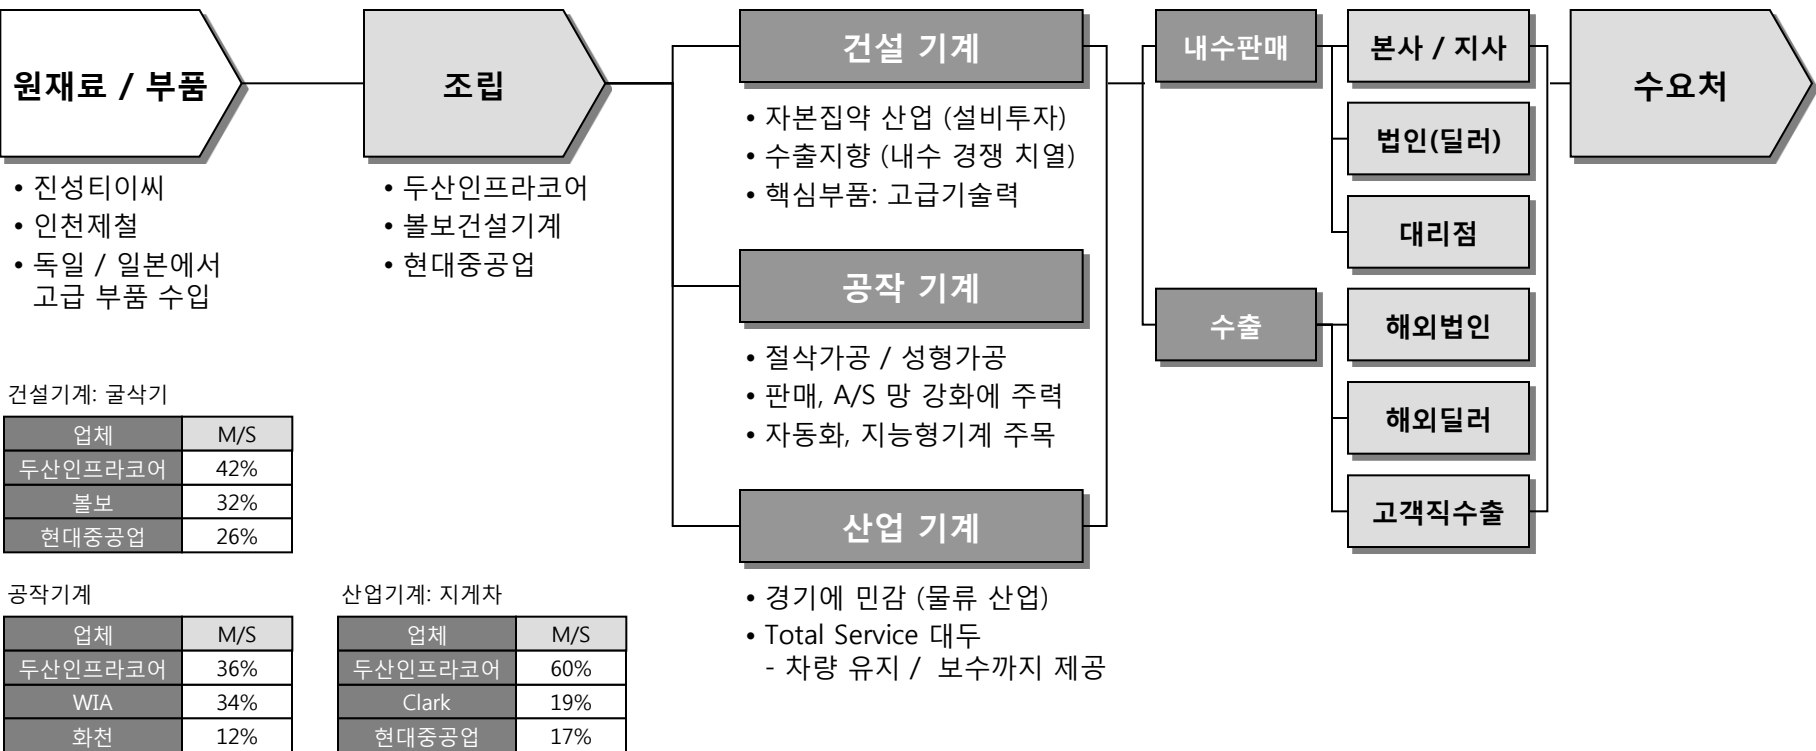 원재료 / 부품
• 진성티이씨
• 인천제철
• 독일 / 일본에서
고급 부품 수입
조립
• 두산인프라코어
• 볼보건설기계
• 현대중공업
건설 기계
• 자본집약 산업 (설비투자)
• 수출지향 (내수 경쟁 치열)
• 핵심부품: 고급기술력
공작 기계
• 절삭가공 / 성형가공
• 판매, A/S 망 강화에 주력
• 자동화, 지능형기계 주목
산업 기계
• 경기에 민감 (물류 산업)
• Total Service 대두
- 차량 유지 / 보수까지 제공
내수판매
본사 / 지사
법인(딜러)
대리점
수출
해외법인
해외딜러
고객직수출
수요처
건설기계: 굴삭기
업체 M/S
두산인프라코어 42%
볼보 32%
현대중공업 26%
공작기계
업체 M/S
두산인프라코어 36%
WIA 34%
화천 12%
산업기계: 지게차
업체 M/S
두산인프라코어 60%
Clark 19%
현대중공업 17%